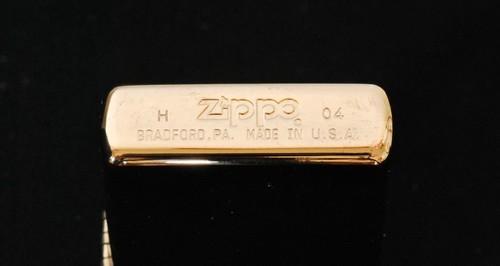 H zippo® 04
BRADFORD,PA. MADE IN U.S.A.